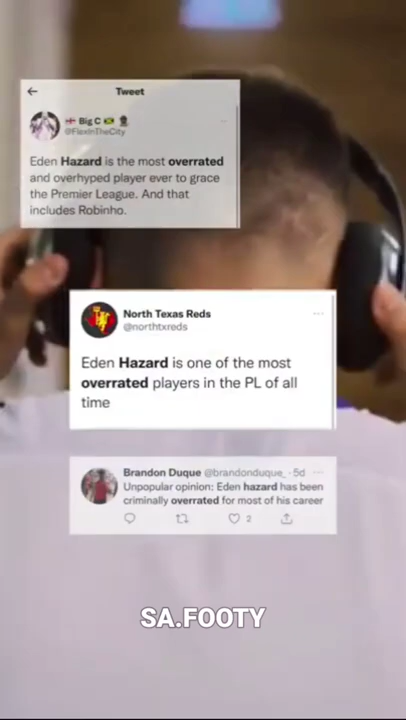 Tweet
Big C
@FlexInTheCity
Eden Hazard is the most overrated
and overhyped player ever to grace
the Premier League. And that
includes Robinho.
North Texas Reds
@northtxreds
Eden Hazard is one of the most
overrated players in the PL of all
time
Brandon Duque @brandonduque_ · 5d
Unpopular opinion: Eden hazard has been
criminally overrated for most of his career
2
SA.FOOTY